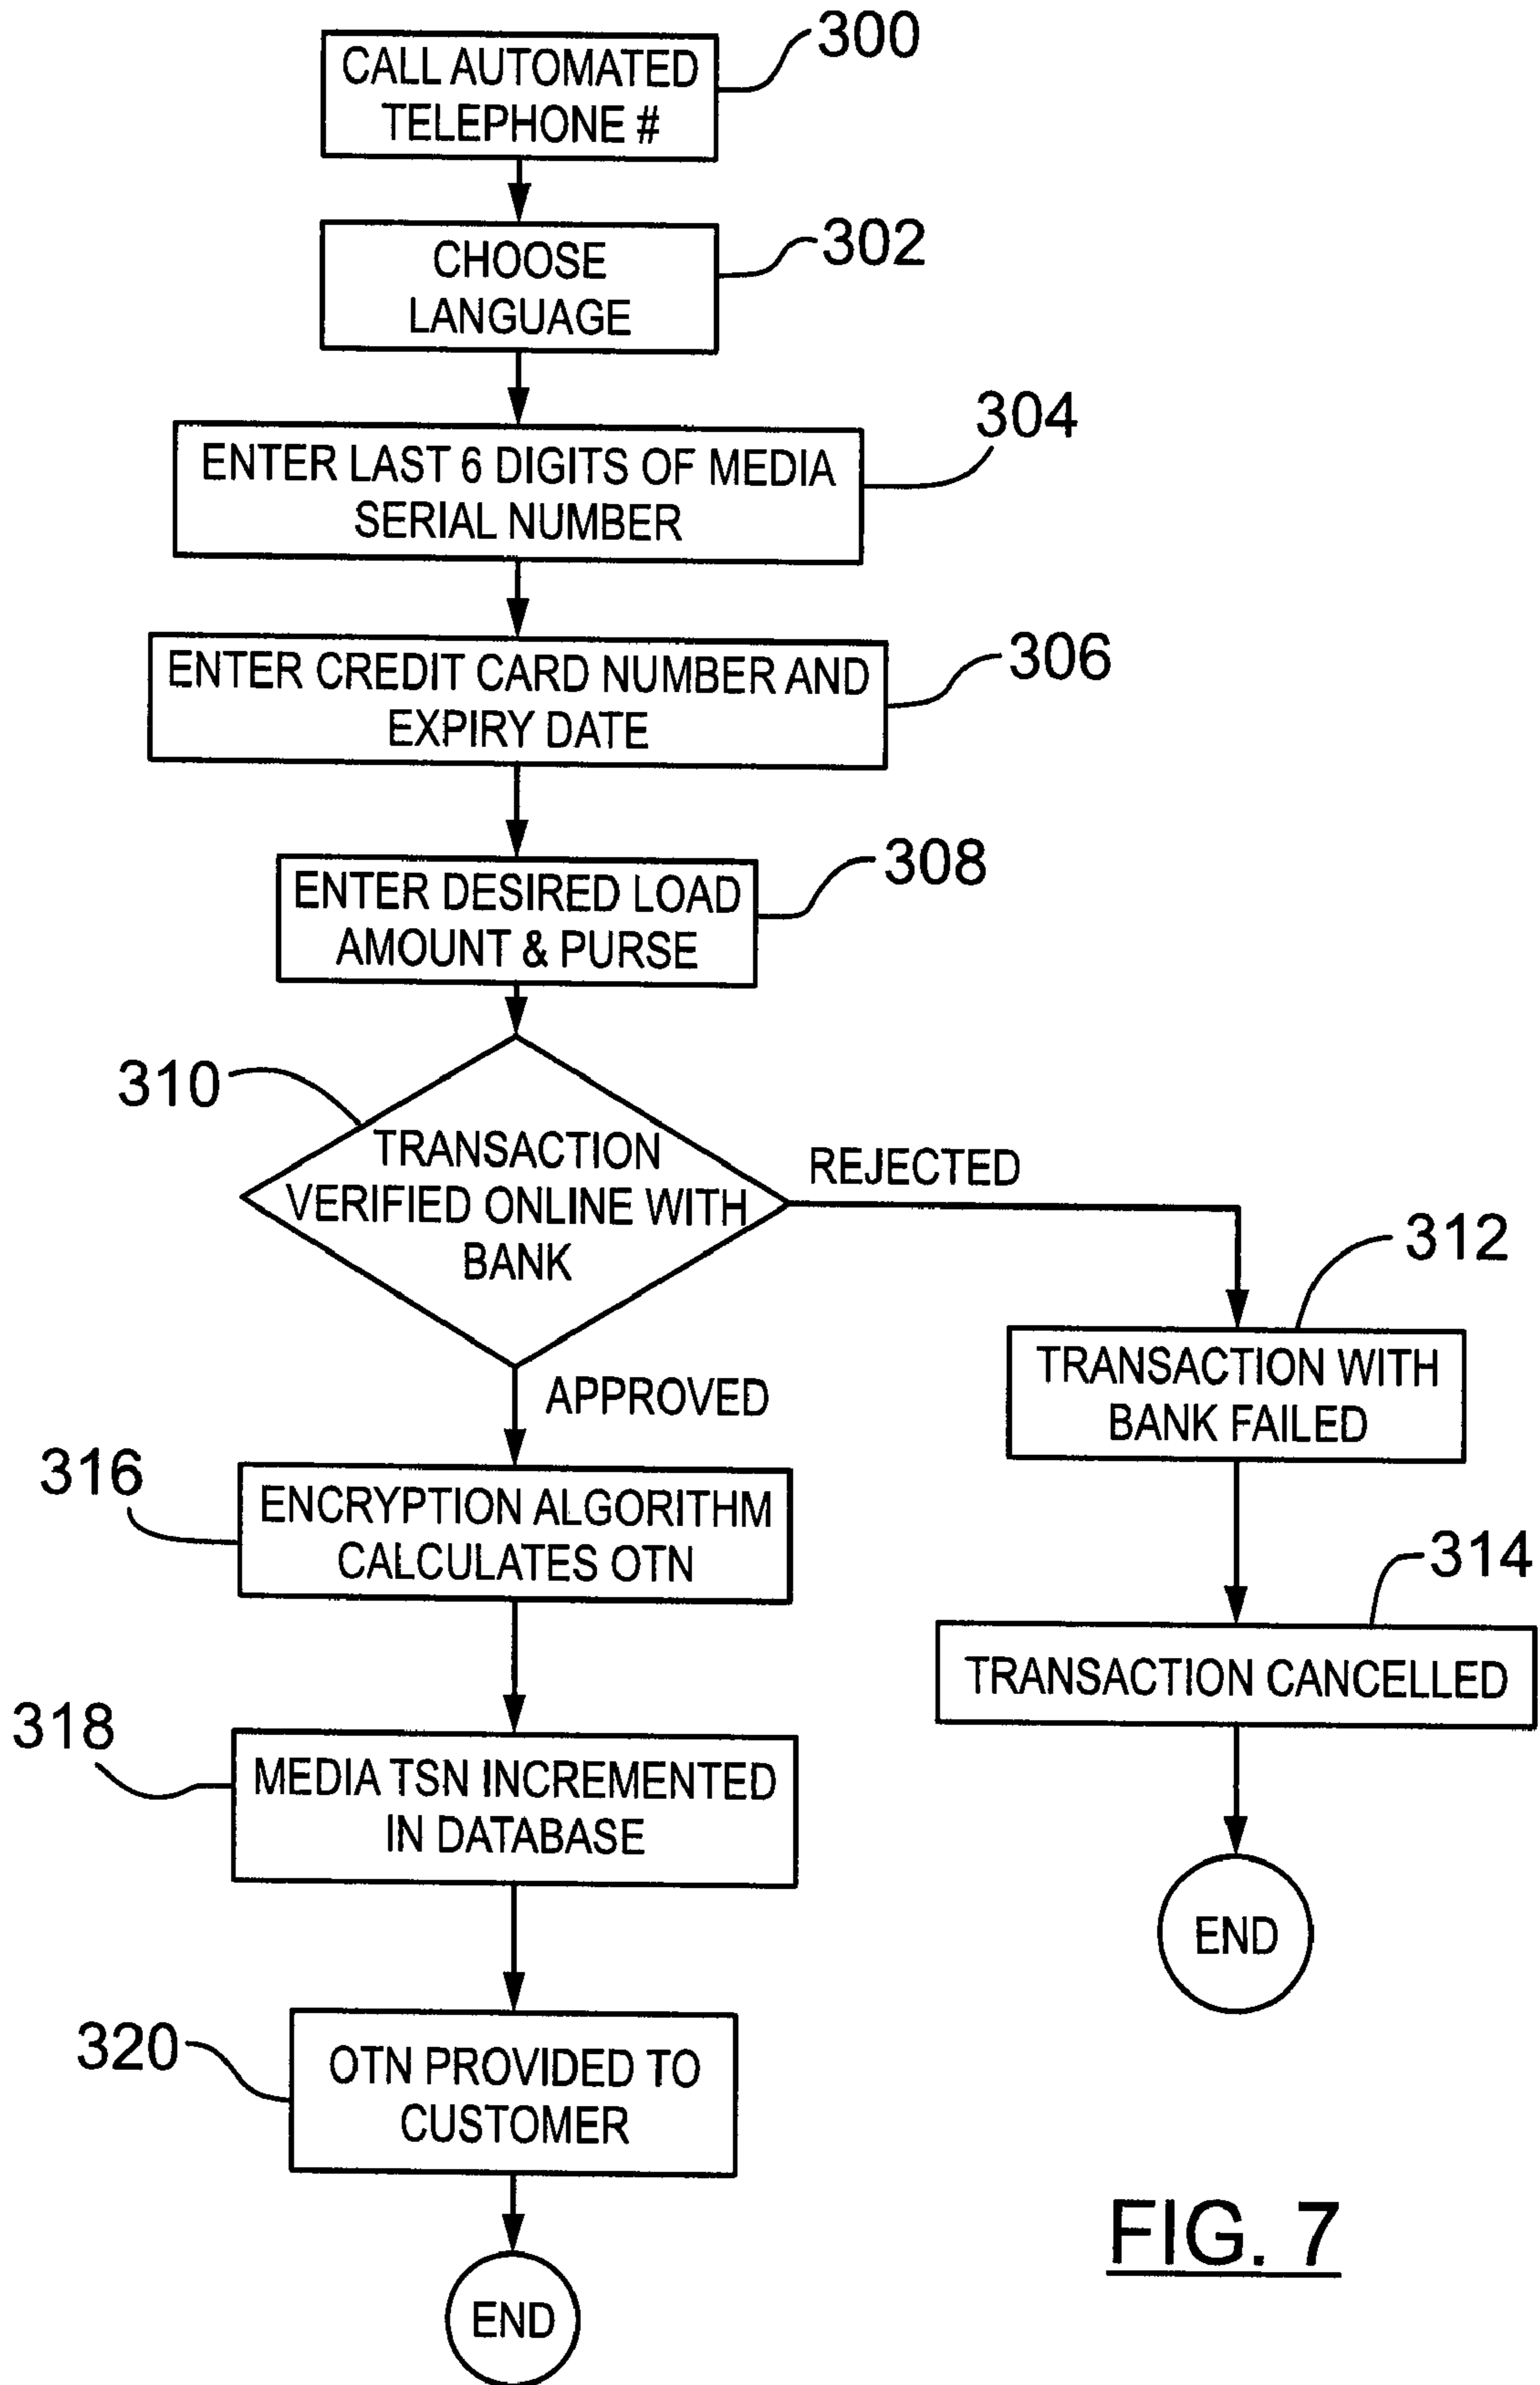 300
CALL AUTOMATED
TELEPHONE #
302
CHOOSE
LANGUAGE
304
ENTER LAST 6 DIGITS OF MEDIA
SERIAL NUMBER
306
ENTER CREDIT CARD NUMBER AND
EXPIRY DATE
308
ENTER DESIRED LOAD
AMOUNT & PURSE
310
TRANSACTION
VERIFIED ONLINE WITH
BANK
REJECTED
312
TRANSACTION WITH
BANK FAILED
314
TRANSACTION CANCELLED
END
APPROVED
316
ENCRYPTION ALGORITHM
CALCULATES OTN
318
MEDIA TSN INCREMENTED
IN DATABASE
320
OTN PROVIDED TO
CUSTOMER
END
FIG. 7